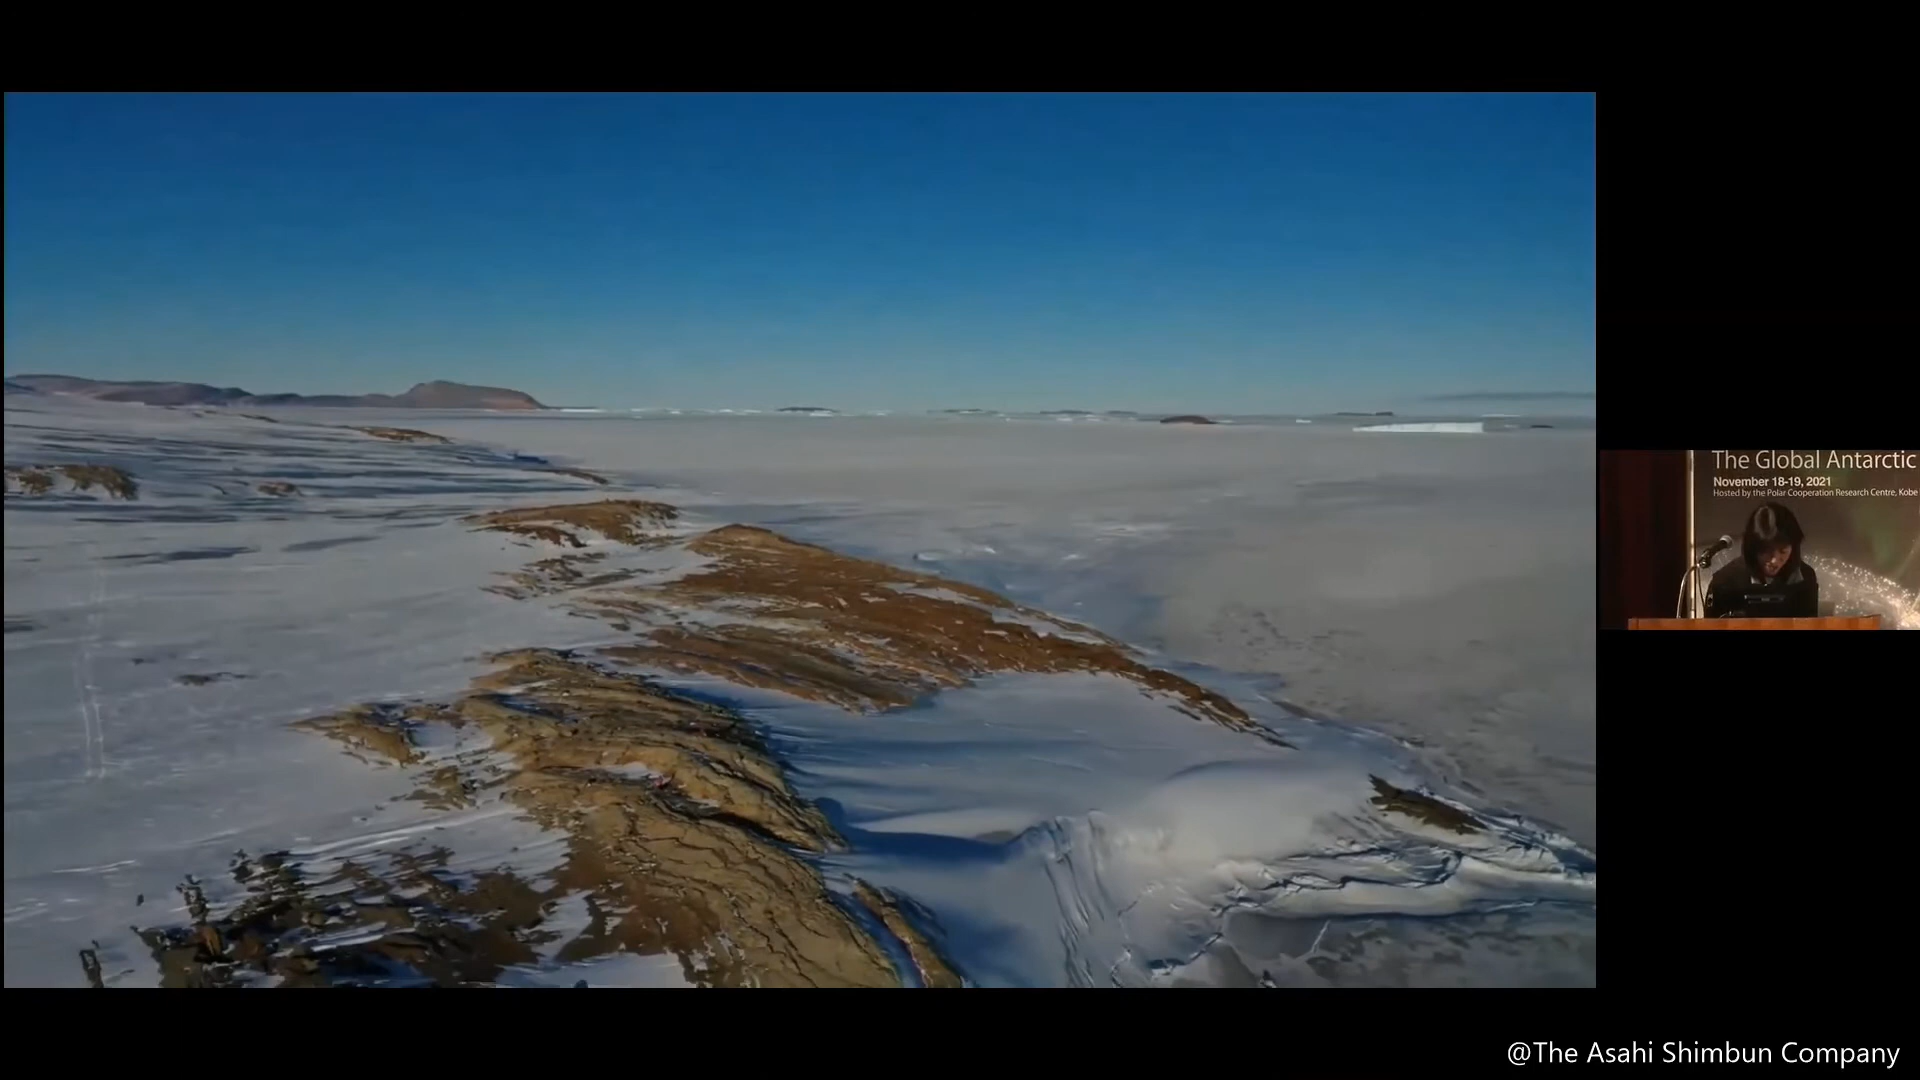 The Global Antarctic
November 18-19, 2021
Hosted by the Polar Cooperation Research Centre, Kobe
@The Asahi Shimbun Company